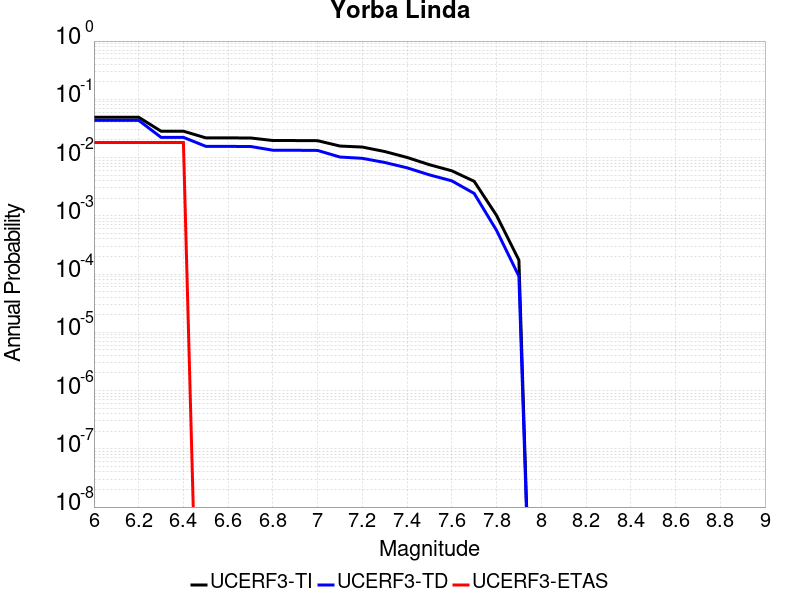 Yorba Linda
10^0
10^-1
10^-2
10^-3
10^-4
10^-5
10^-6
10^-7
10^-8
Annual Probability
6 6.2 6.4 6.6 6.8 7 7.2 7.4 7.6 7.8 8 8.2 8.4 8.6 8.8 9
Magnitude
UCERF3-TI UCERF3-TD UCERF3-ETAS